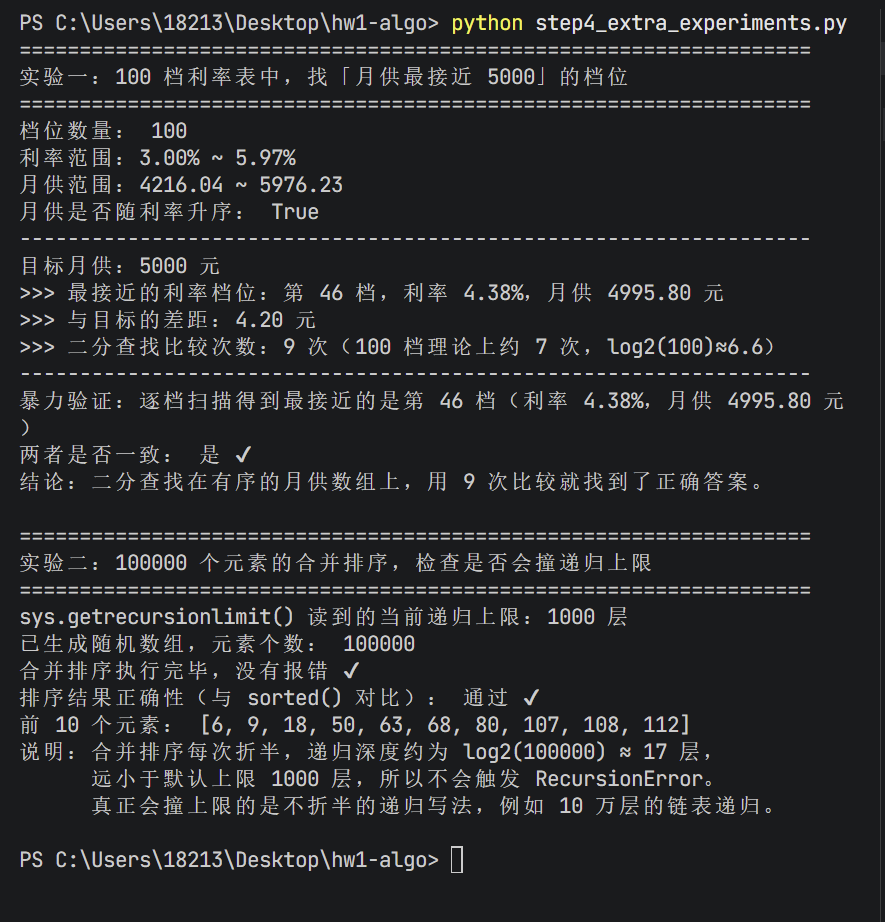 PS C:\Users\18213\Desktop\hw1-algo> python step4_extra_experiments.py
==================================================================
实验一：100 档利率表中，找「月供最接近 5000」的档位
==================================================================
档位数量： 100
利率范围：3.00% ~ 5.97%
月供范围：4216.04 ~ 5976.23
月供是否随利率升序： True
------------------------------------------------------------------
目标月供：5000 元
>>> 最接近的利率档位：第 46 档，利率 4.38%，月供 4995.80 元
>>> 与目标的差距：4.20 元
>>> 二分查找比较次数：9 次（100 档理论上约 7 次，log2(100)≈6.6）
------------------------------------------------------------------
暴力验证：逐档扫描得到最接近的是第 46 档（利率 4.38%，月供 4995.80 元
）
两者是否一致： 是 ✔
结论：二分查找在有序的月供数组上，用 9 次比较就找到了正确答案。
==================================================================
实验二：100000 个元素的合并排序，检查是否会撞递归上限
==================================================================
sys.getrecursionlimit() 读到的当前递归上限：1000 层
已生成随机数组，元素个数： 100000
合并排序执行完毕，没有报错 ✔
排序结果正确性（与 sorted() 对比）： 通过 ✔
前 10 个元素： [6, 9, 18, 50, 63, 68, 80, 107, 108, 112]
说明：合并排序每次折半，递归深度约为 log2(100000) ≈ 17 层，
远小于默认上限 1000 层，所以不会触发 RecursionError。
真正会撞上限的是不折半的递归写法，例如 10 万层的链表递归。
PS C:\Users\18213\Desktop\hw1-algo>